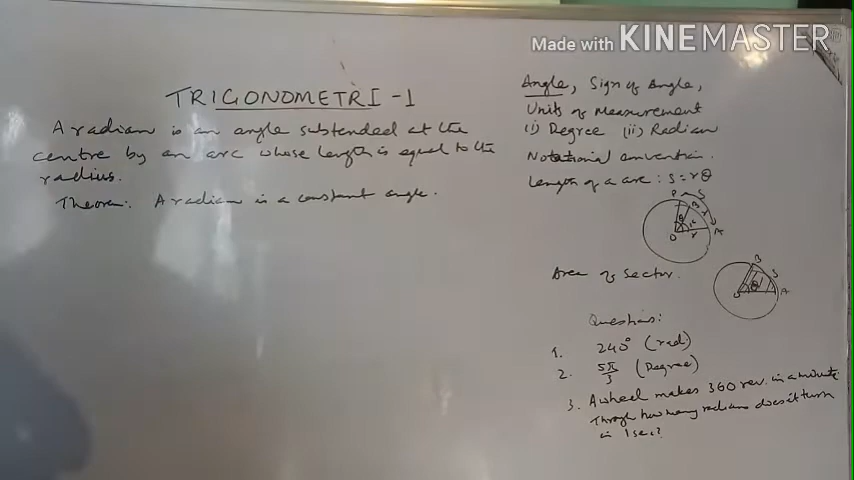 Made with KINEMASTER
TRIGONOMETRI - 1
A radian is an angle subtended at the
centre by an arc whose length is equal to the
radius.
Theorem: A radian is a constant angle.
Angle, Sign of Angle,
Units of Measurement
(i) Degree (ii) Radian
Notational convention.
Length of a arc : S = rθ
P S
B
θ
O r A
Area of Sector.
B
S
θ
O A
Questions:
1. 240° (rad)
2. 5π/3 (Degree)
3. A wheel makes 360 rev. in a minute.
Through how many radians does it turn
in 1 sec?